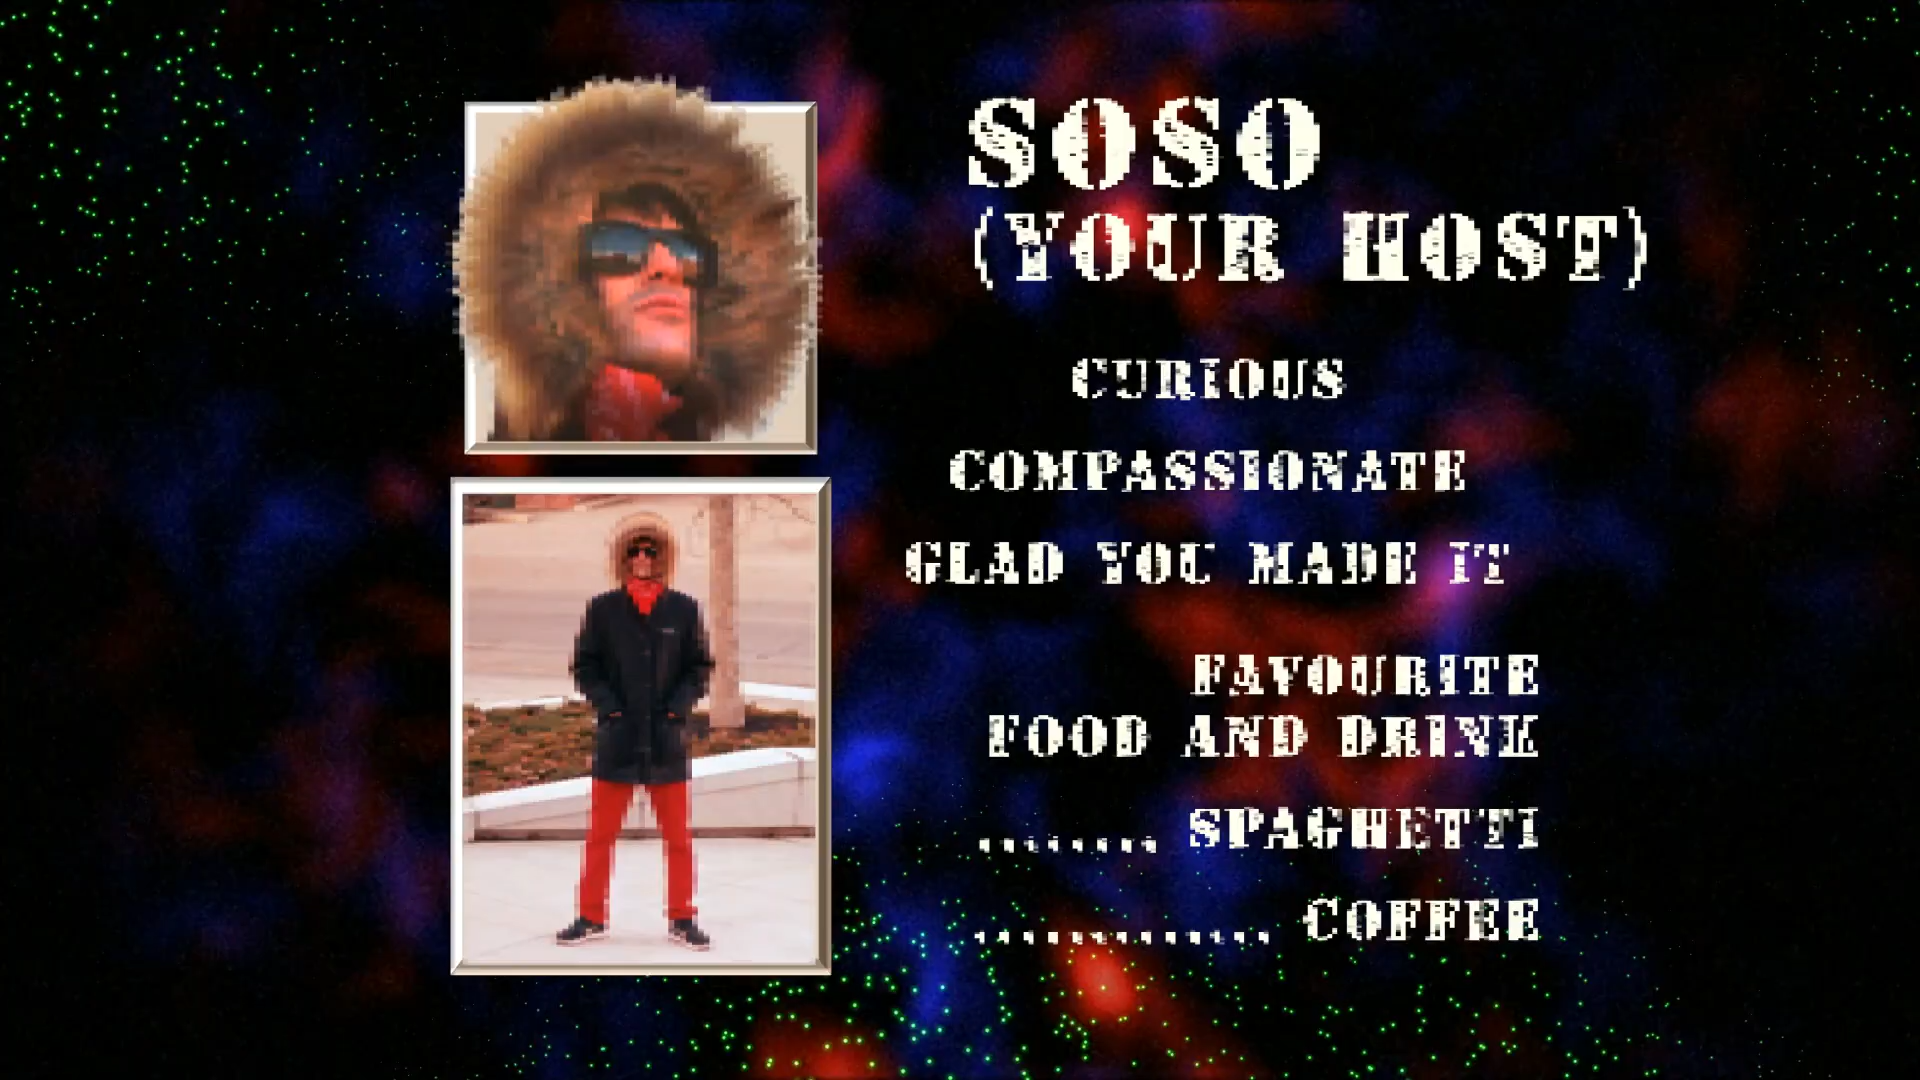 SOSO
(YOUR HOST)
CURIOUS
COMPASSIONATE
GLAD YOU MADE IT
FAVOURITE
FOOD AND DRINK
........ SPAGHETTI
............. COFFEE